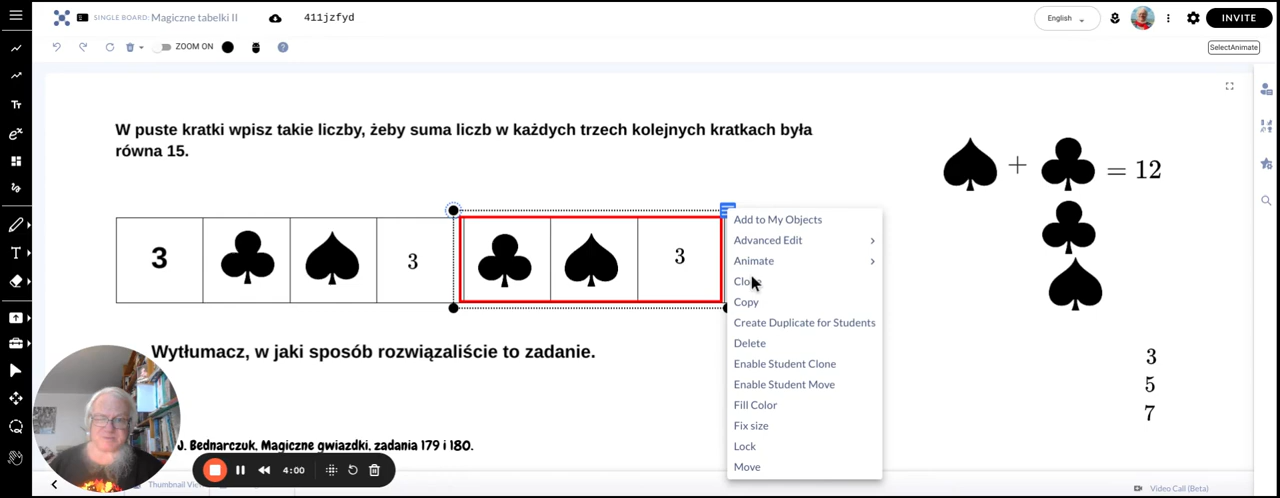 SINGLE BOARD: Magiczne tabelki II
411jzfyd
English
INVITE
ZOOM ON
SelectAnimate
W puste kratki wpisz takie liczby, żeby suma liczb w każdych trzech kolejnych kratkach była
równa 15.
+ = 12
3 3 3
Add to My Objects
Advanced Edit
Animate
Copy
Create Duplicate for Students
Delete
Enable Student Clone
Enable Student Move
Fill Color
Fix size
Lock
Move
Wytłumacz, w jaki sposób rozwiązaliście to zadanie.
3
5
7
J. Bednarczuk, Magiczne gwiazdki, zadania 179 i 180.
4:00
Thumbnail
Video Call (Beta)